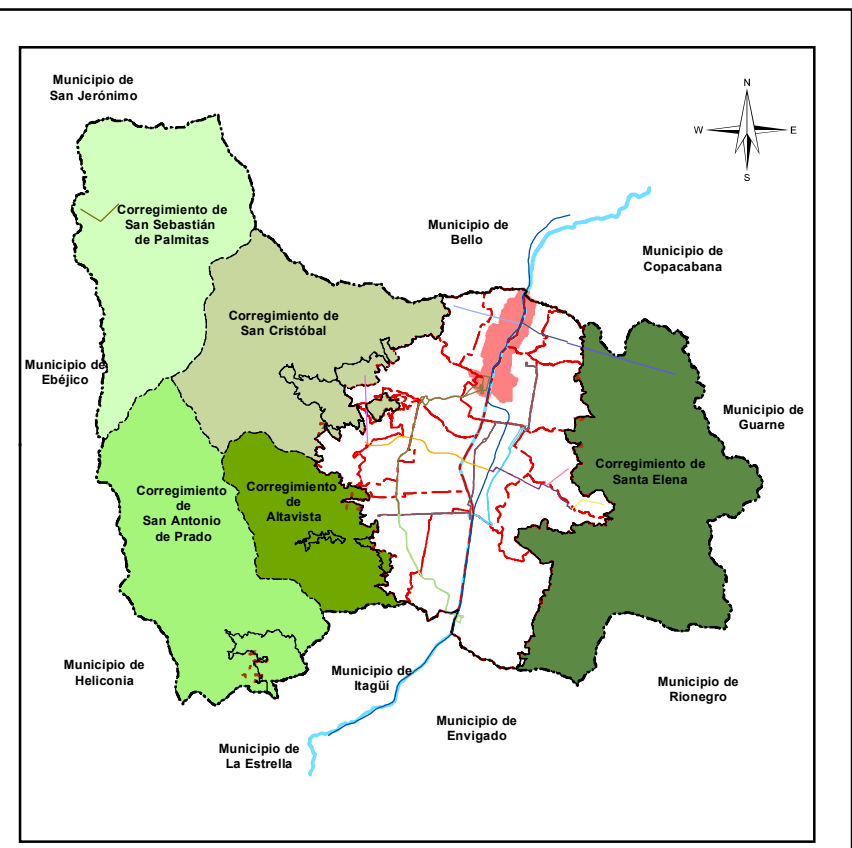 Municipio de
San Jerónimo
N
W
E
S
Corregimiento de
San Sebastián
de Palmitas
Municipio de
Bello
Municipio de
Copacabana
Corregimiento de
San Cristóbal
Municipio de
Ebéjico
Municipio de
Guarne
Corregimiento de
Santa Elena
Corregimiento
de
San Antonio
de Prado
Corregimiento
de
Altavista
Municipio de
Heliconia
Municipio de
Itagüí
Municipio de
Rionegro
Municipio de
Envigado
Municipio de
La Estrella